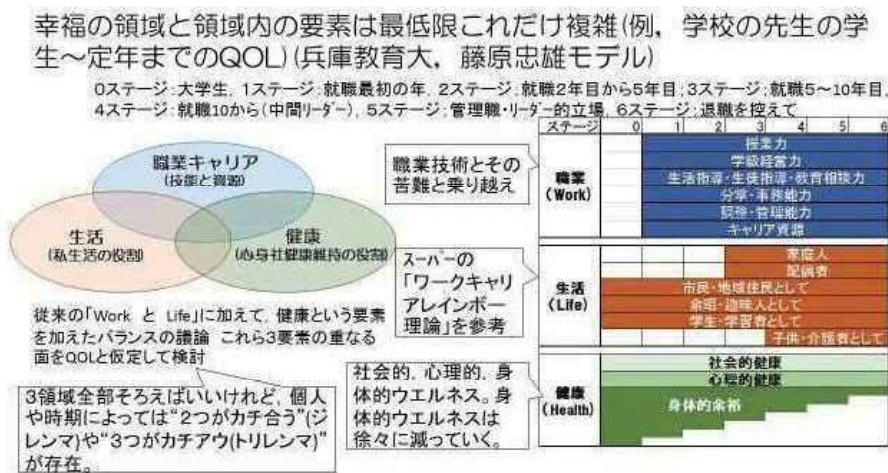 幸福の領域と領域内の要素は最低限これだけ複雑(例，学校の先生の学
生～定年までのQOL)(兵庫教育大，藤原忠雄モデル)
0ステージ:大学生，1ステージ:就職最初の年，2ステージ:就職2年目から5年目;3ステージ:就職5～10年目，
4ステージ:就職10から(中間リーダー)，5ステージ;管理職・リーダー的立場，6ステージ;退職を控えて
職業キャリア
(技能と資源)
生活
(私生活の役割)
健康
(心身社健康維持の役割)
従来の「Work と Life」に加えて，健康という要素
を加えたバランスの議論 これら3要素の重なる
面をQOLと仮定して検討
3領域全部そろえばいいけれど，個人
や時期によっては“2つがカチ合う”(ジ
レンマ)や“3つがカチアウ(トリレンマ)”
が存在。
職業技術とその
苦難と乗り越え
スーパーの
「ワークキャリ
アレインボー
理論」を参考
社会的，心理的，身
体的ウエルネス。身
体的ウエルネスは
徐々に減っていく。
ステージ 0 1 2 3 4 5 6
職業
(Work)
授業力
学級経営力
生活指導・生徒指導・教育相談力
分掌・事務能力
管理能力
キャリア資源
生活
(Life)
家庭人
配偶者
市民・地域住民として
余暇・趣味人として
学生・学習者として
子供・介護者として
健康
(Health)
社会的健康
心理的健康
身体的余裕